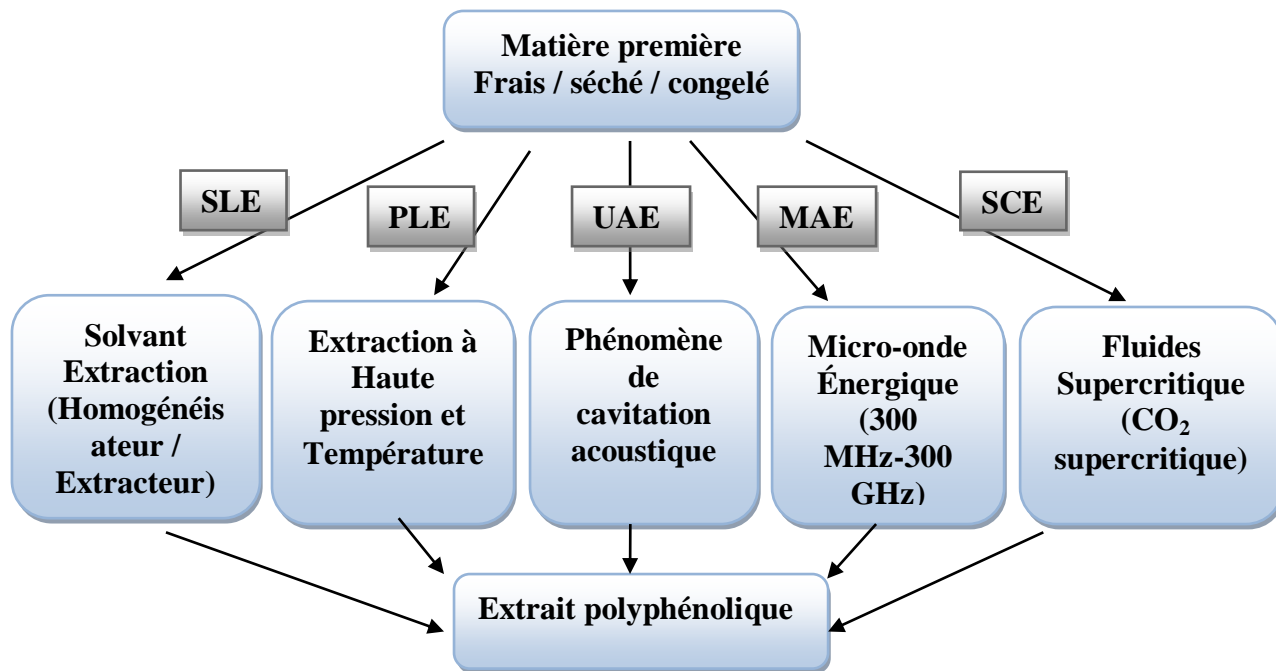 Matière première
Frais / séché / congelé
SLE
PLE
UAE
MAE
SCE
Solvant
Extraction
(Homogénéis
ateur /
Extracteur)
Extraction à
Haute
pression et
Température
Phénomène
de
cavitation
acoustique
Micro-onde
Énergique
(300
MHz-300
GHz)
Fluides
Supercritique
(CO₂
supercritique)
Extrait polyphénolique